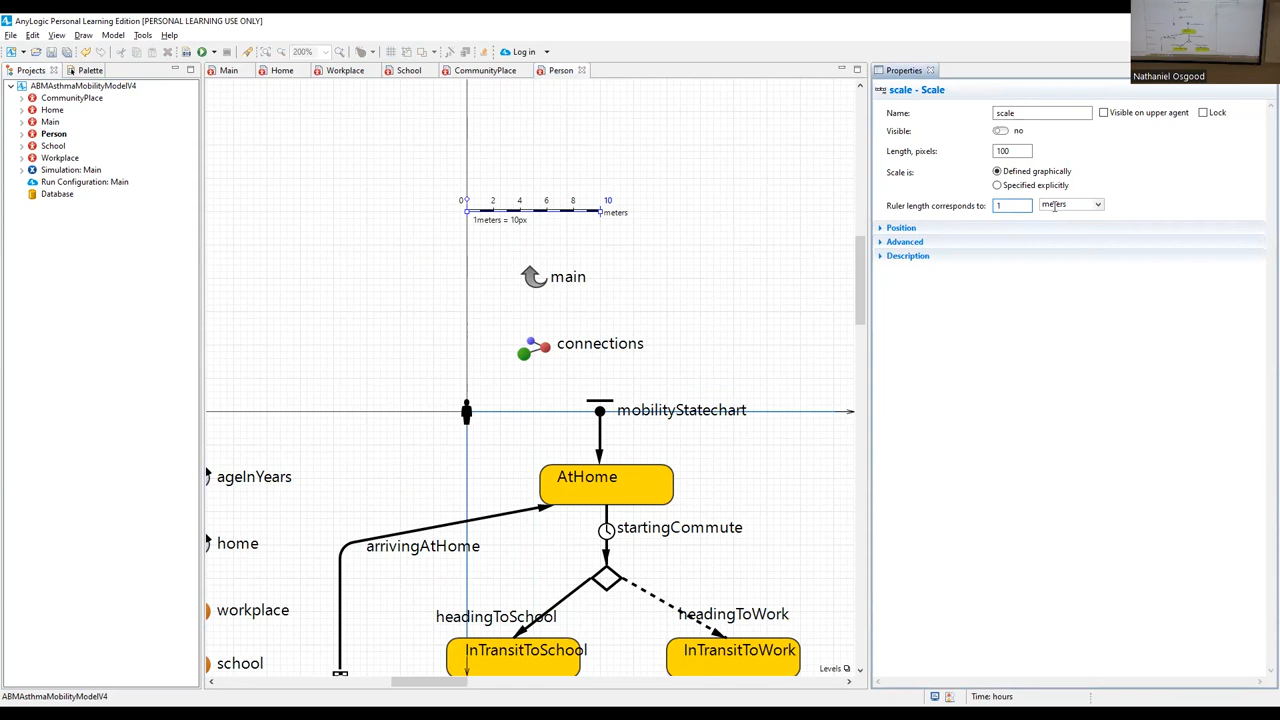 AnyLogic Personal Learning Edition [PERSONAL LEARNING USE ONLY]
File Edit View Draw Model Tools Help
200% Log in
Nathaniel Osgood
Projects Palette
Main Home Workplace School CommunityPlace Person
Properties
ABMAsthmaMobilityModelV4
CommunityPlace
Home
Main
Person
School
Workplace
Simulation: Main
Run Configuration: Main
Database
0 2 4 6 8 10
meters
1meters = 10px
main
connections
mobilityStatechart
AtHome
ageInYears
startingCommute
home
arrivingAtHome
workplace
headingToSchool
headingToWork
school
InTransitToSchool
InTransitToWork
Levels
scale - Scale
Name: scale Visible on upper agent Lock
Visible: no
Length, pixels: 100
Scale is: Defined graphically
Specified explicitly
Ruler length corresponds to: 1 meters
Position
Advanced
Description
ABMAsthmaMobilityModelV4
Time: hours